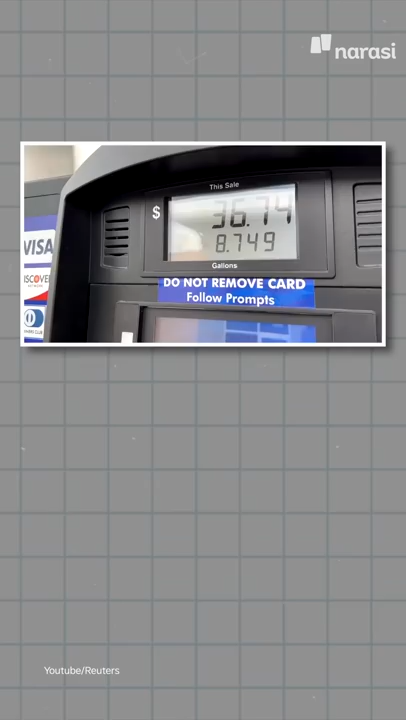 narasi
This Sale
$ 36.74
8.749
Gallons
VISA
DISCOVER
DO NOT REMOVE CARD
Follow Prompts
Youtube/Reuters